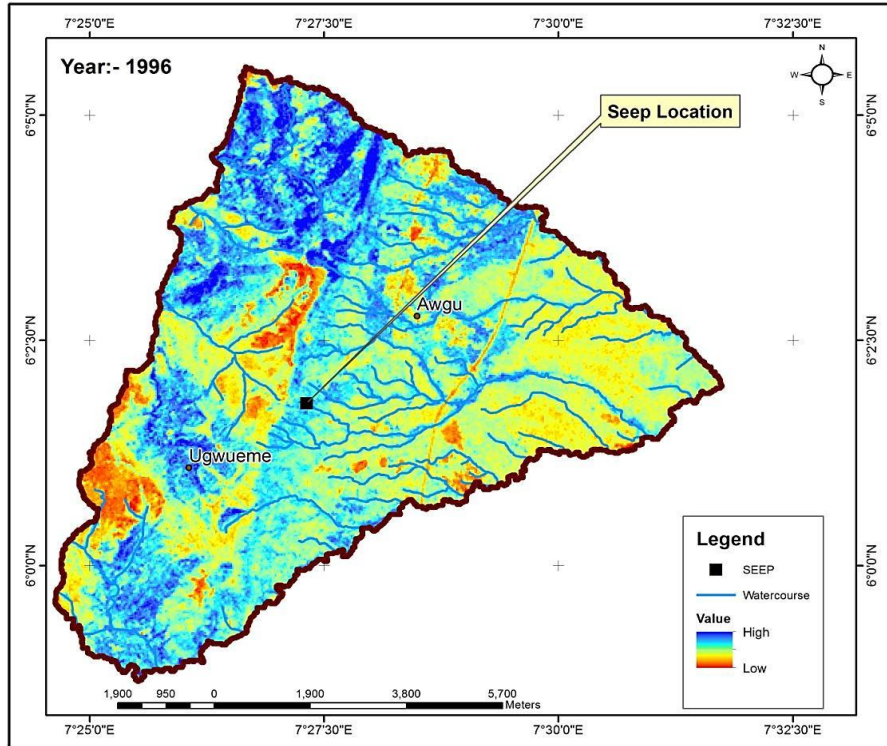 7°25'0"E 7°27'30"E 7°30'0"E 7°32'30"E
Year:- 1996
N
W E
S
6°5'0"N 6°5'0"N
Seep Location
Awgu
6°2'30"N 6°2'30"N
Ugwueme
Legend
SEEP
Watercourse
Value
High
Low
6°0'0"N 6°0'0"N
1,900 950 0 1,900 3,800 5,700
Meters
7°25'0"E 7°27'30"E 7°30'0"E 7°32'30"E